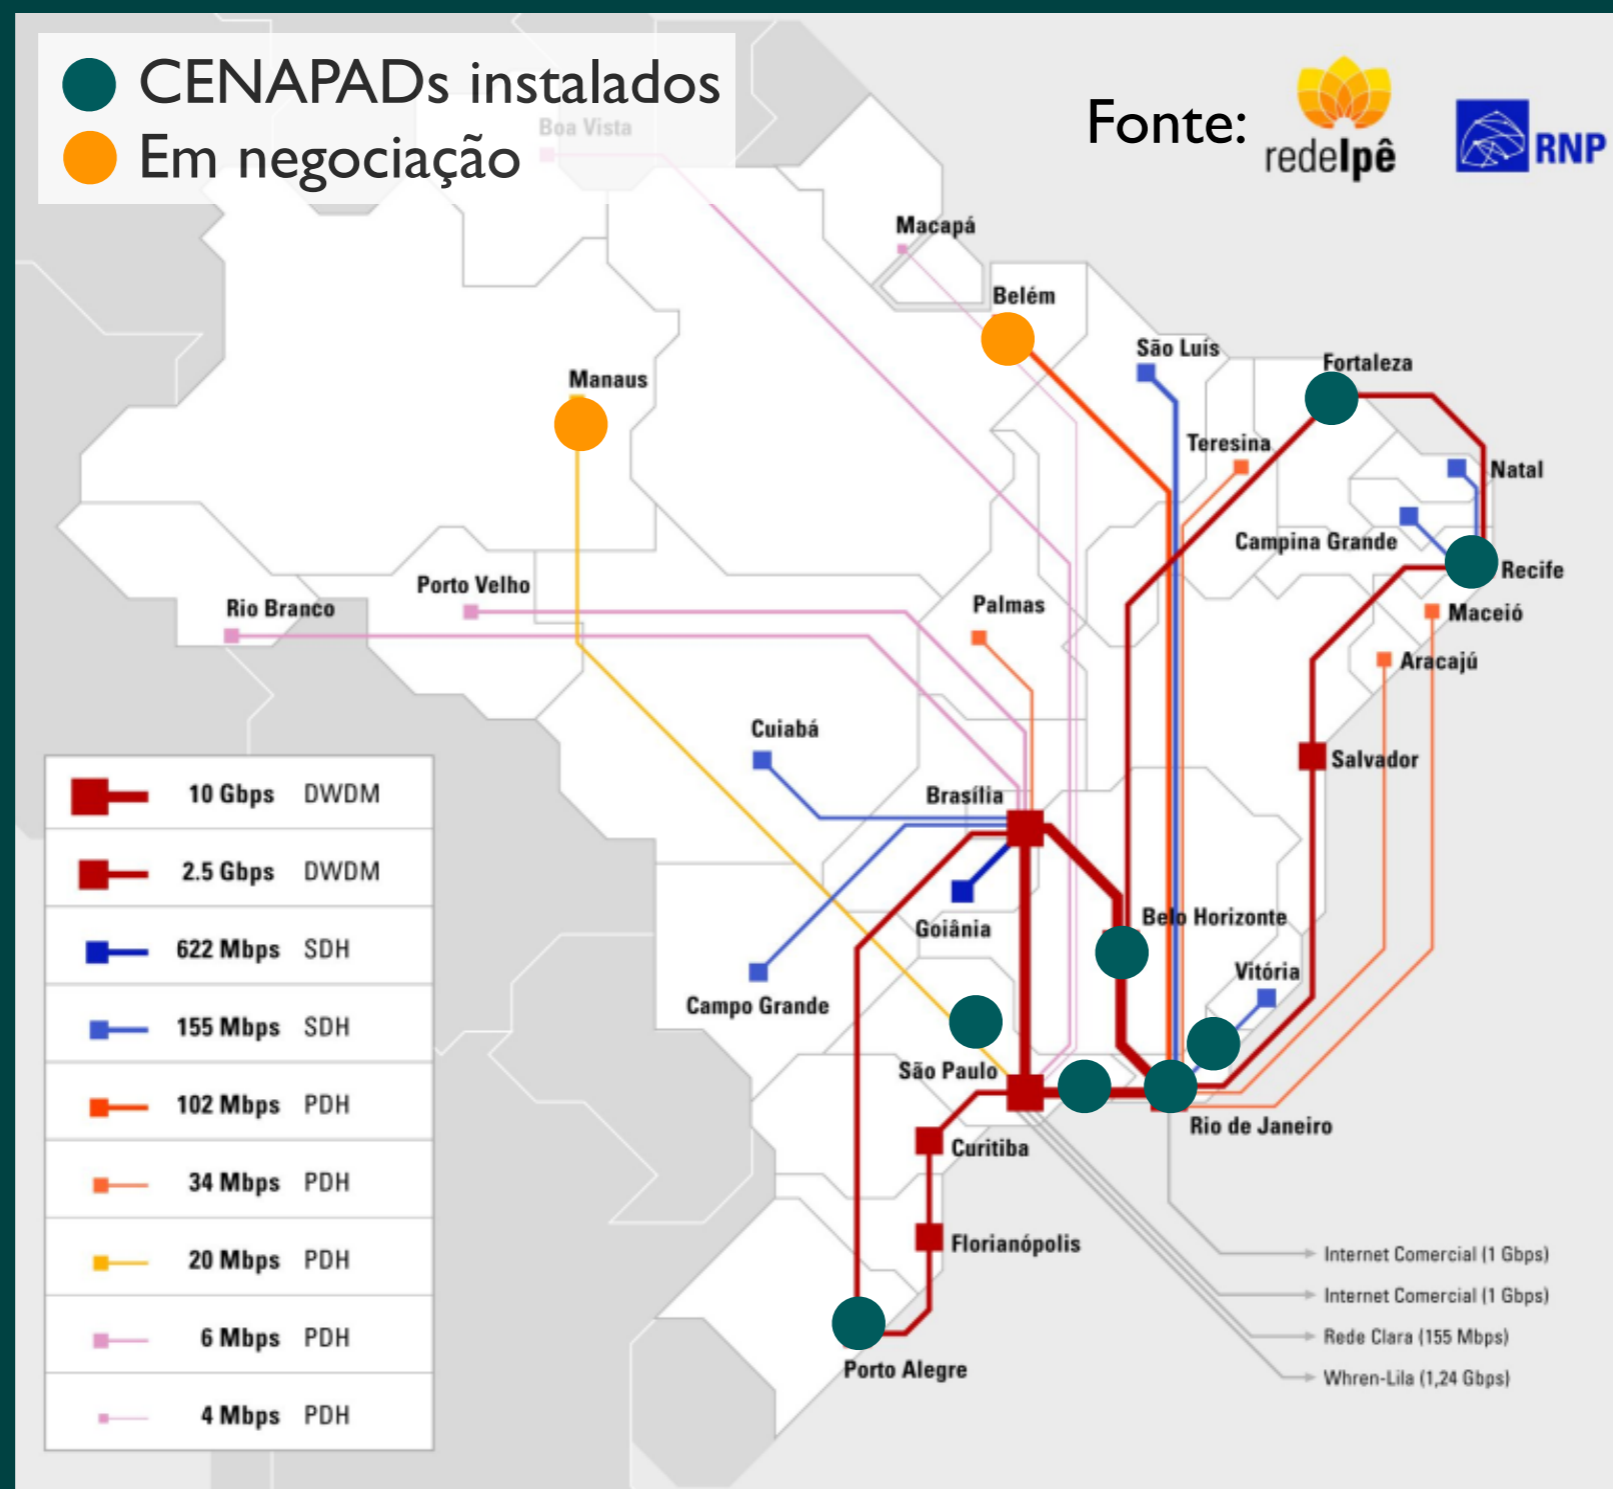 CENAPADs instalados
Em negociação
Fonte:
redeIpê
RNP
Boa Vista
Macapá
Belém
São Luís
Fortaleza
Manaus
Teresina
Natal
Campina Grande
Recife
Porto Velho
Rio Branco
Palmas
Maceió
Aracajú
Cuiabá
Salvador
Brasília
Belo Horizonte
Goiânia
Vitória
Campo Grande
São Paulo
Rio de Janeiro
Curitiba
Florianópolis
Porto Alegre
10 Gbps DWDM
2.5 Gbps DWDM
622 Mbps SDH
155 Mbps SDH
102 Mbps PDH
34 Mbps PDH
20 Mbps PDH
6 Mbps PDH
4 Mbps PDH
Internet Comercial (1 Gbps)
Internet Comercial (1 Gbps)
Rede Clara (155 Mbps)
Whren-Lila (1,24 Gbps)